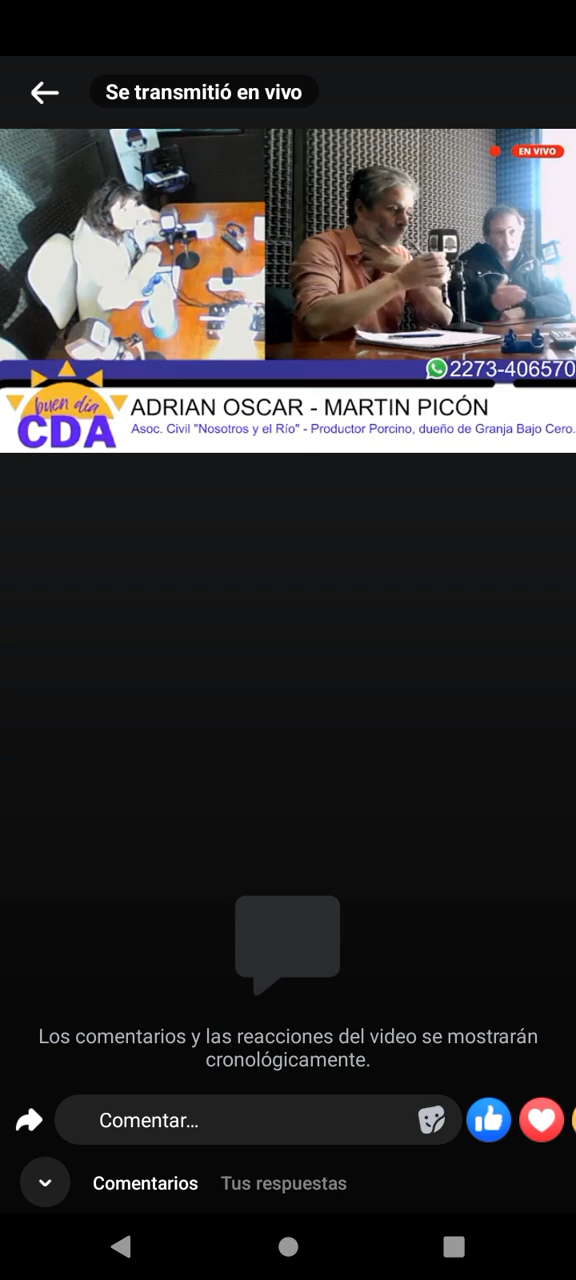 Se transmitió en vivo
EN VIVO
2273-406570
buen día
CDA
ADRIAN OSCAR - MARTIN PICÓN
Asoc. Civil "Nosotros y el Río" - Productor Porcino, dueño de Granja Bajo Cero.
Los comentarios y las reacciones del video se mostrarán
cronológicamente.
Comentar...
Comentarios
Tus respuestas